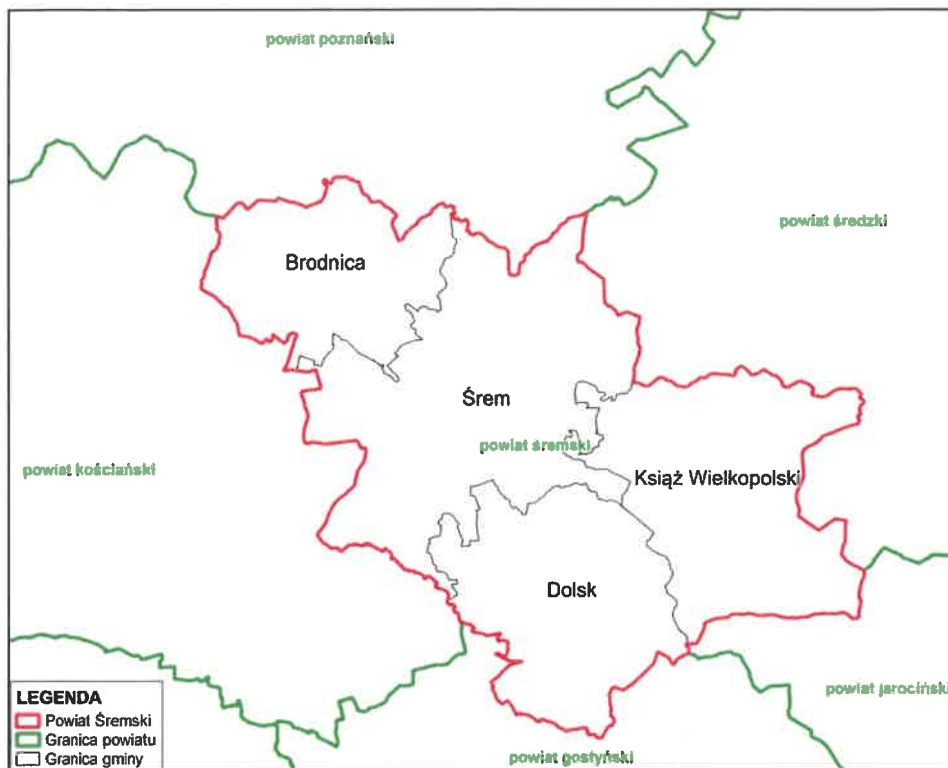 powiat poznański
powiat średzki
Brodnica
Śrem
powiat śremski
powiat kościański
Książ Wielkopolski
Dolsk
powiat jarociński
powiat gostyński
LEGENDA
Powiat Śremski
Granica powiatu
Granica gminy